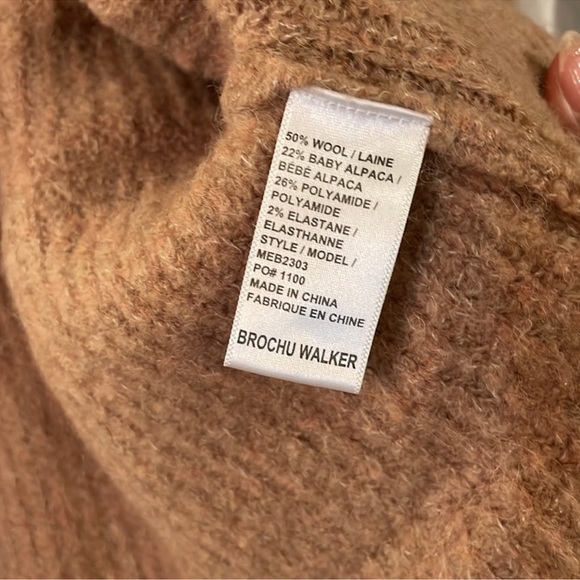 50% WOOL / LAINE
22% BABY ALPACA /
BÉBÉ ALPACA
26% POLYAMIDE /
POLYAMIDE
2% ELASTANE /
ELASTHANNE
STYLE / MODEL /
MEB2303
PO# 1100
MADE IN CHINA
FABRIQUE EN CHINE
BROCHU WALKER